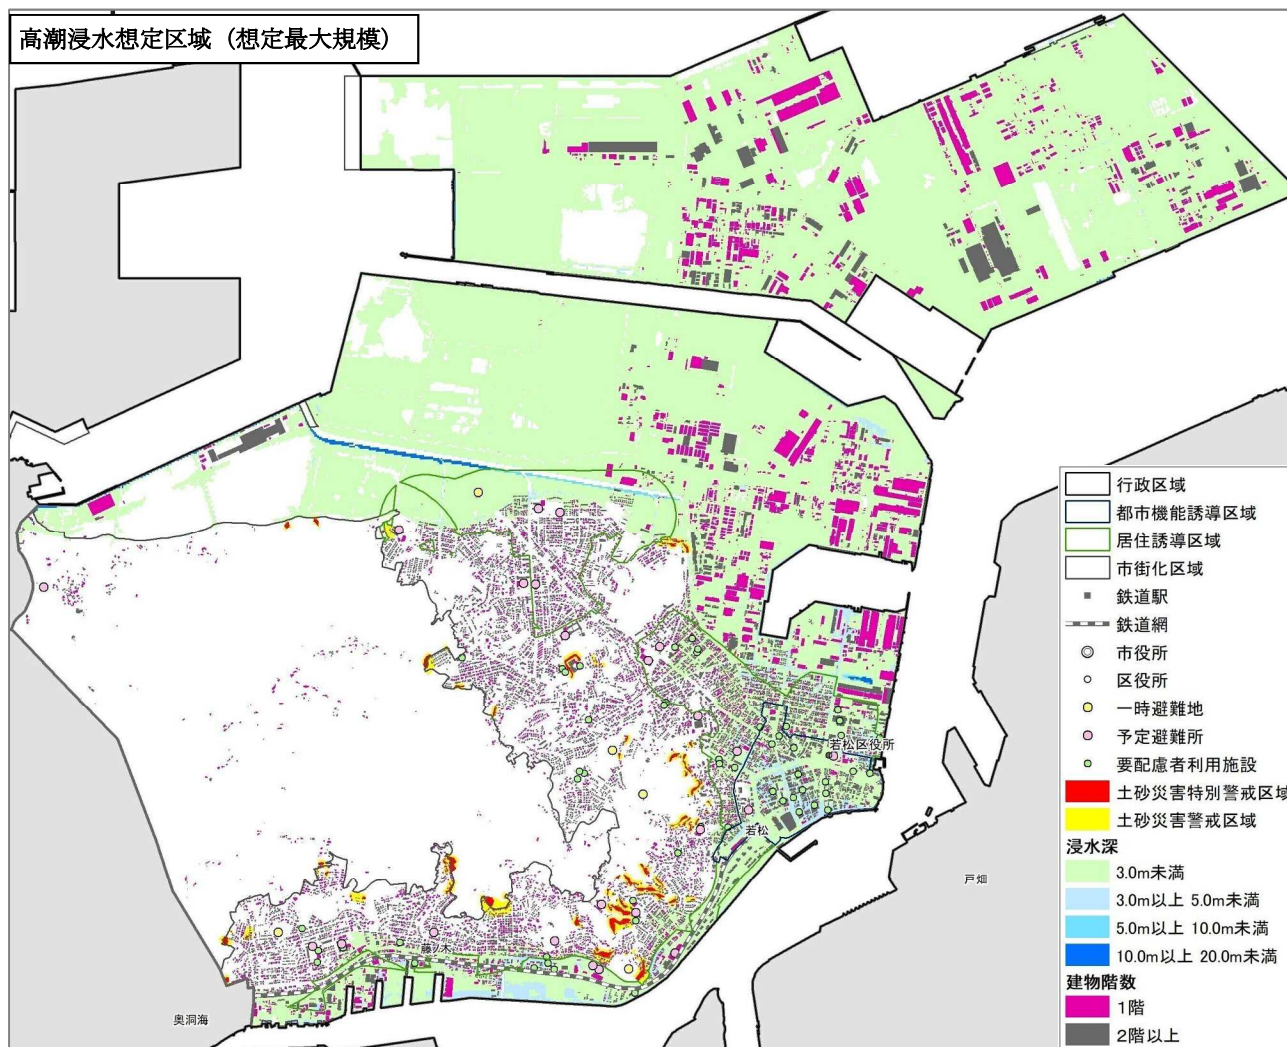 高潮浸水想定区域（想定最大規模）
行政区域
都市機能誘導区域
居住誘導区域
市街化区域
鉄道駅
鉄道網
市役所
区役所
一時避難地
予定避難所
要配慮者利用施設
土砂災害特別警戒区域
土砂災害警戒区域
浸水深
3.0m未満
3.0m以上 5.0m未満
5.0m以上 10.0m未満
10.0m以上 20.0m未満
建物階数
1階
2階以上
若松区役所
若松
戸畑
藤ノ木
奥洞海